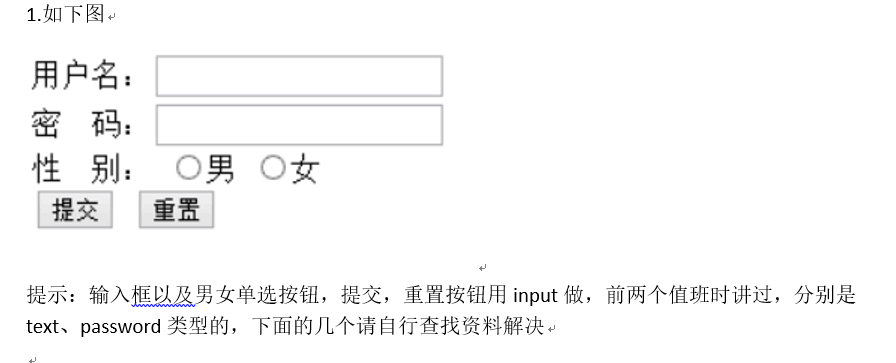 1.如下图
用户名：
密 码：
性 别： 男 女
提交 重置
提示：输入框以及男女单选按钮，提交，重置按钮用 input 做，前两个值班时讲过，分别是
text、password 类型的，下面的几个请自行查找资料解决